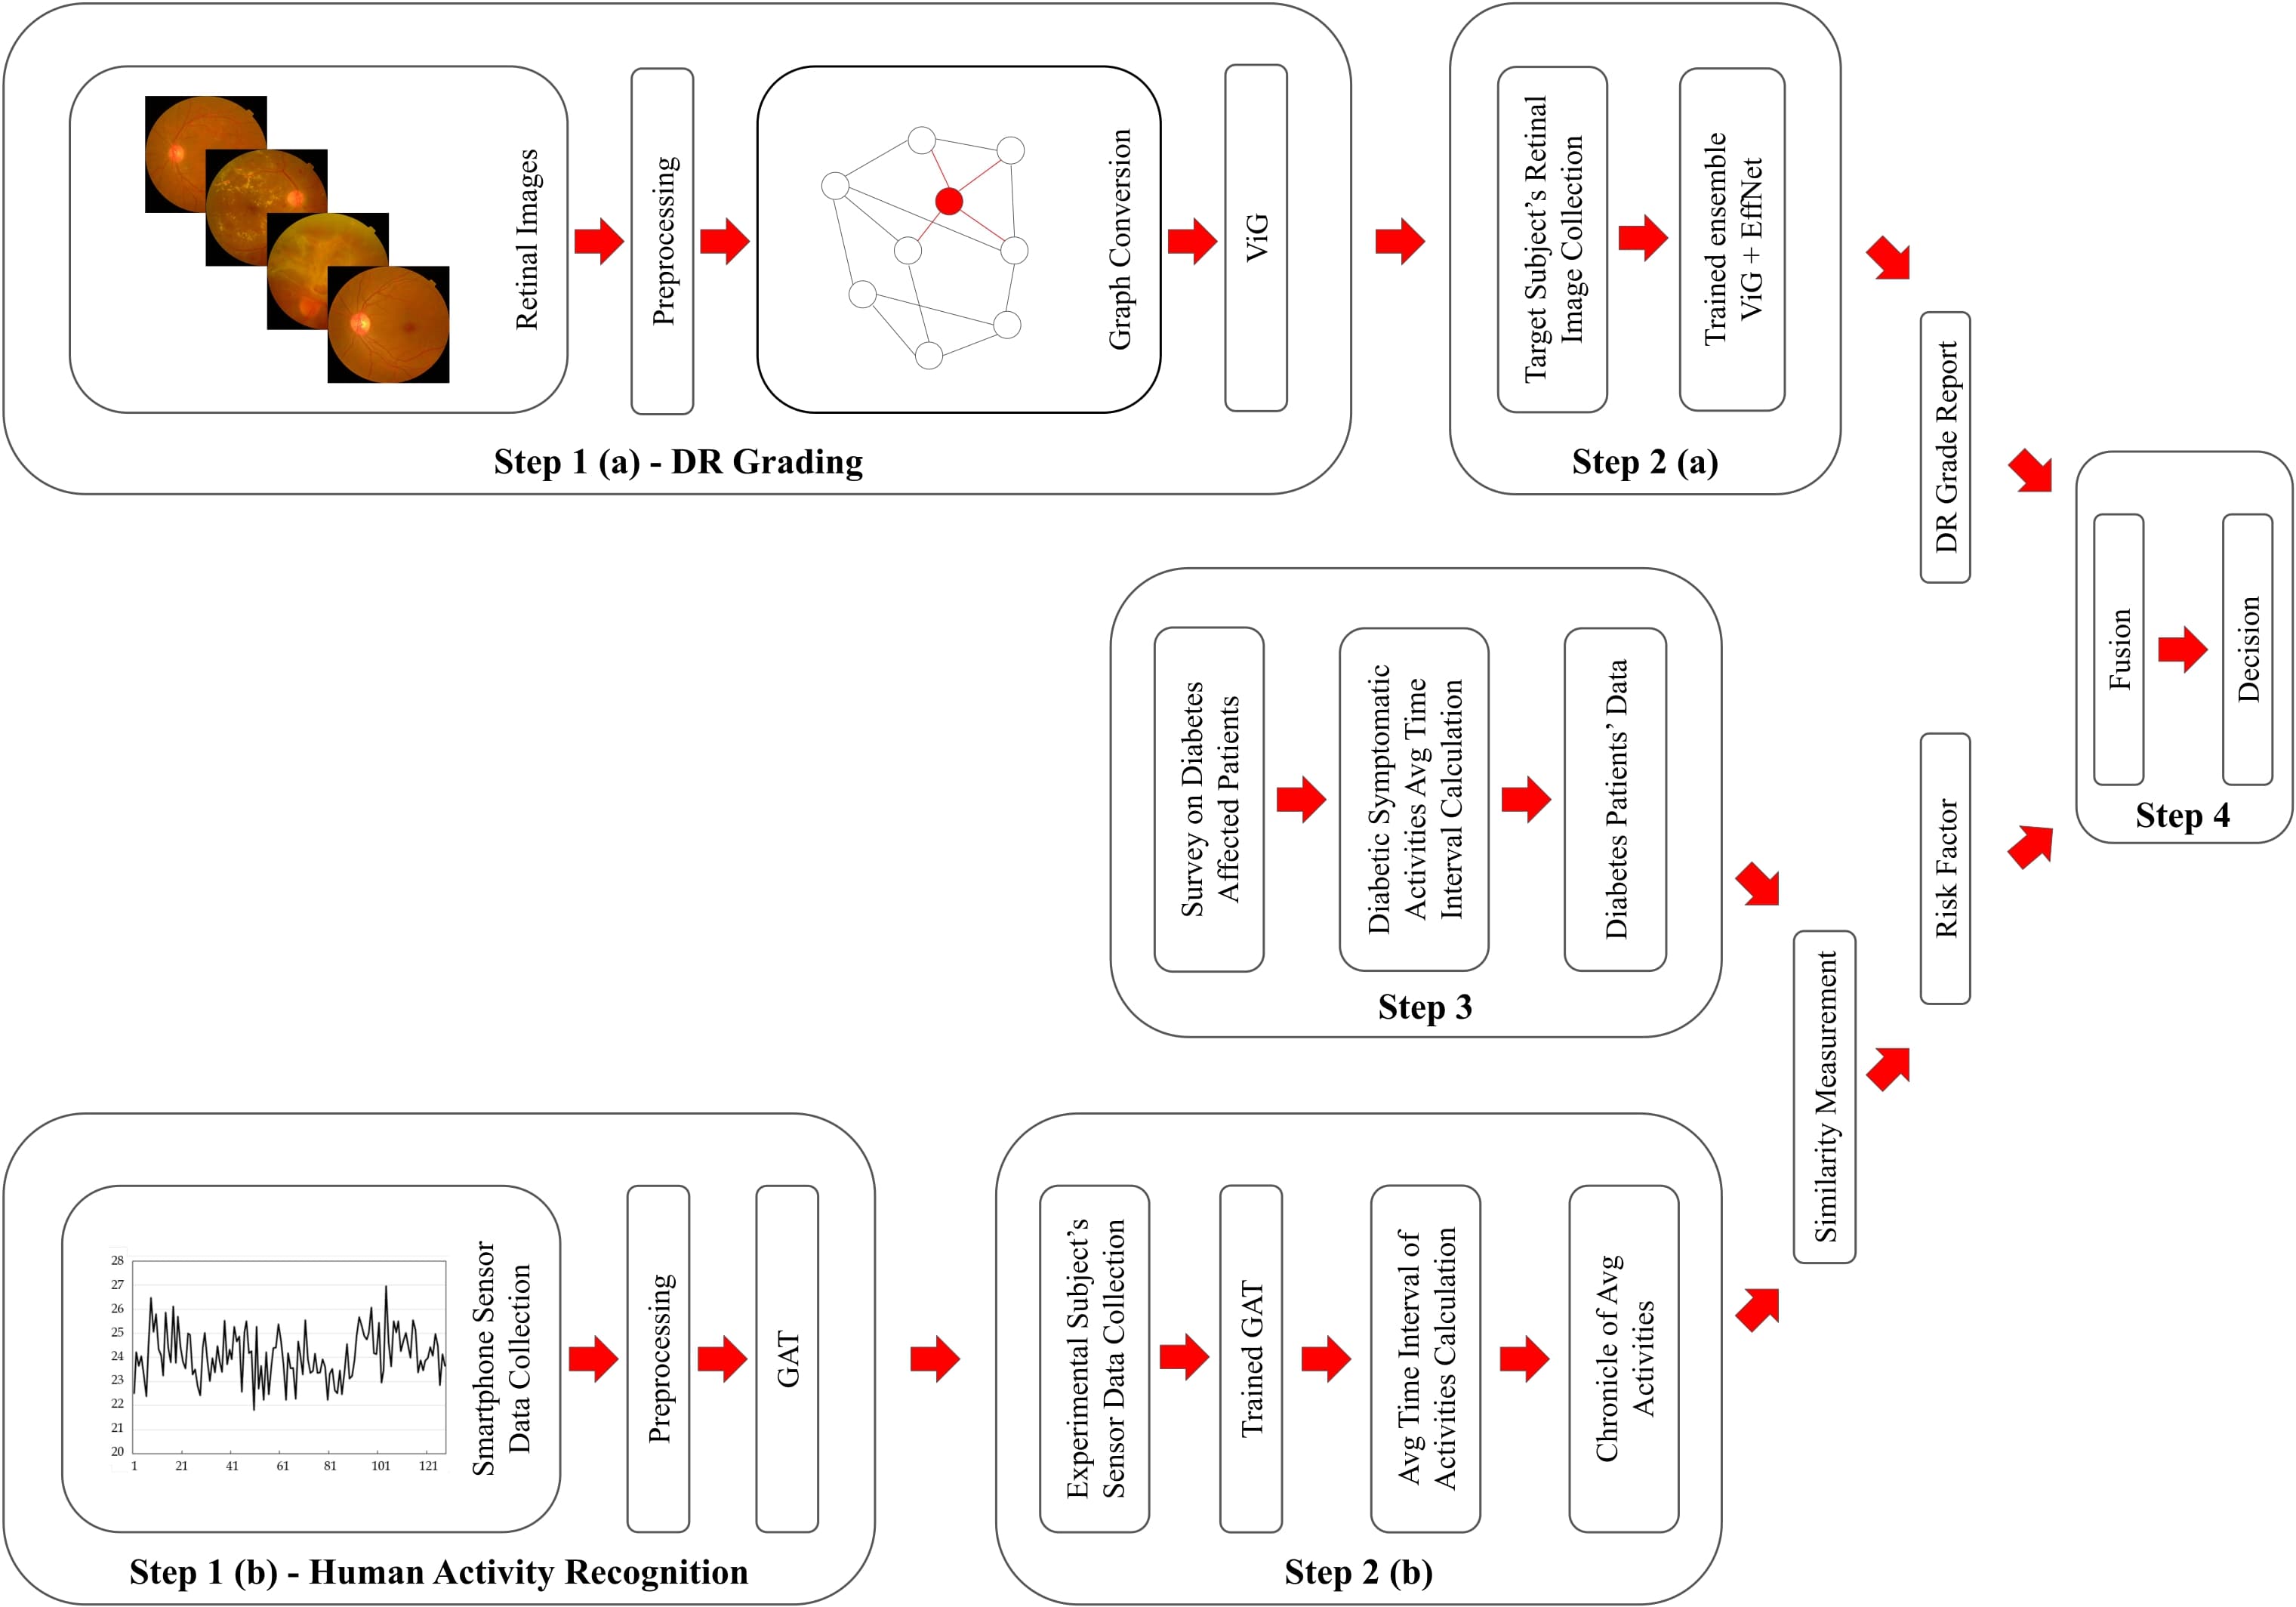 Retinal Images
Preprocessing
Graph Conversion
ViG
Step 1 (a) - DR Grading
Target Subject's Retinal
Image Collection
Trained ensemble
ViG + EffNet
Step 2 (a)
DR Grade Report
Survey on Diabetes
Affected Patients
Diabetic Symptomatic
Activities Avg Time
Interval Calculation
Diabetes Patients' Data
Step 3
Fusion
Decision
Step 4
Risk Factor
Similarity Measurement
28
27
26
25
24
23
22
21
20
1 21 41 61 81 101 121
Smartphone Sensor
Data Collection
Preprocessing
GAT
Step 1 (b) - Human Activity Recognition
Experimental Subject's
Sensor Data Collection
Trained GAT
Avg Time Interval of
Activities Calculation
Chronicle of Avg
Activities
Step 2 (b)